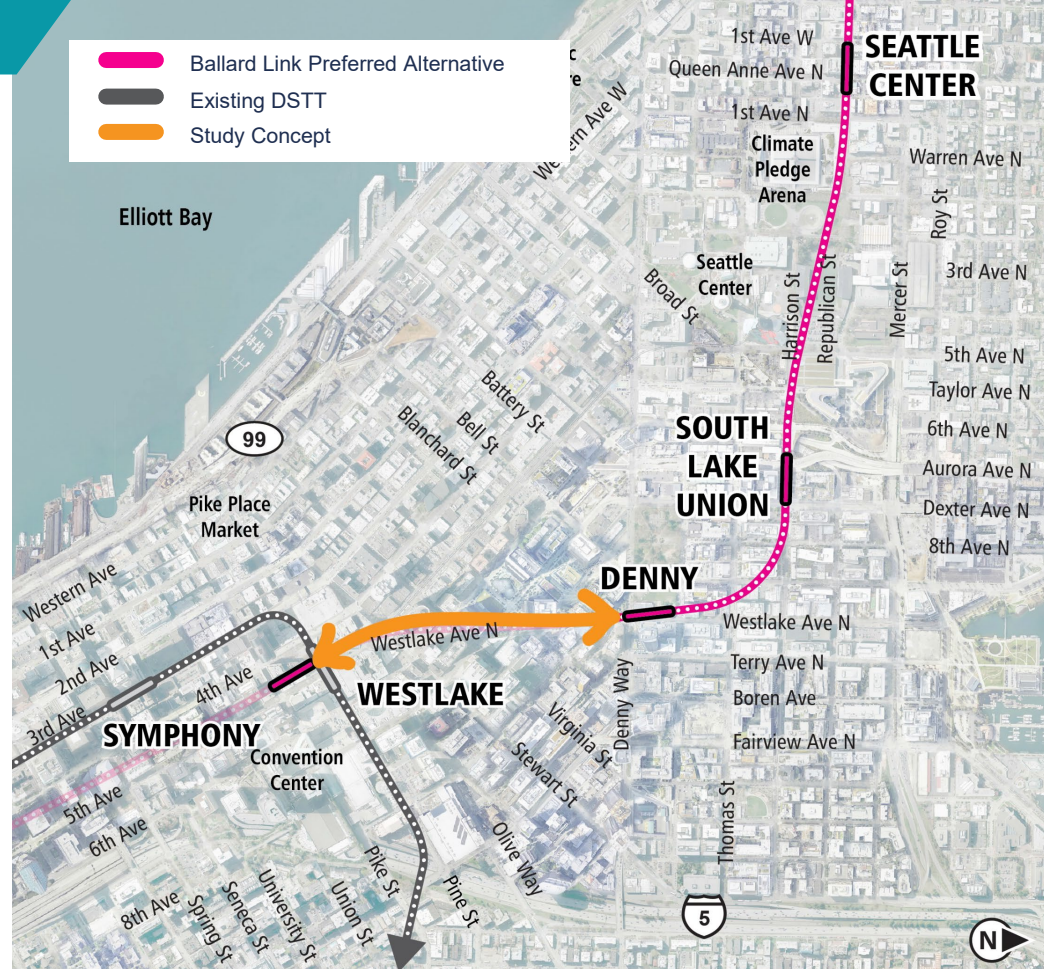 Ballard Link Preferred Alternative
Existing DSTT
Study Concept
c
re
1st Ave W
Queen Anne Ave N
1st Ave N
SEATTLE
CENTER
Climate
Pledge
Arena
Warren Ave N
Roy St
Elliott Bay
Seattle
Center
Broad St
Harrison St
Republican St
Mercer St
3rd Ave N
5th Ave N
Taylor Ave N
6th Ave N
Aurora Ave N
Dexter Ave N
8th Ave N
Battery St
Bell St
Blanchard St
99
SOUTH
LAKE
UNION
Pike Place
Market
DENNY
Western Ave
1st Ave
2nd Ave
3rd Ave
4th Ave
Westlake Ave N
Westlake Ave N
Terry Ave N
Boren Ave
Fairview Ave N
WESTLAKE
SYMPHONY
Convention
Center
Denny Way
Virginia St
Stewart St
Olive Way
Thomas St
5th Ave
6th Ave
8th Ave
Spring St
Seneca St
University St
Union St
Pike St
Pine St
5
N